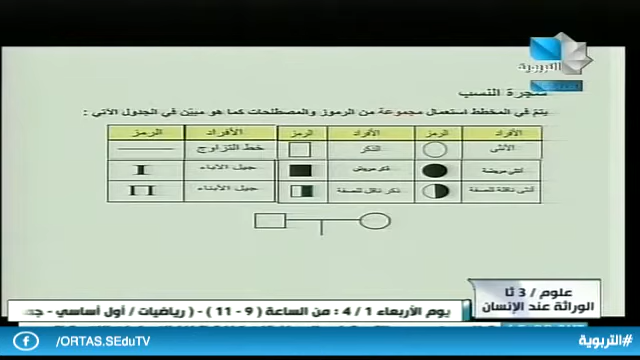 التربوية
شجرة النسب
يتم في المخطط استعمال مجموعة من الرموز والمصطلحات كما هو مبين في الجدول الآتي :
الأفراد الرمز الأفراد الرمز الأفراد الرمز
الأنثى الذكر خط التزاوج
أنثى مريضة ذكر مريض جيل الآباء I
أنثى ناقلة للصفة ذكر ناقل للصفة جيل الأبناء II
علوم / 3 ثا
الوراثة عند الإنسان
يوم الأربعاء 1 / 4 : من الساعة ( 9 - 11 ) - ( رياضيات / أول أساسي - جم
#التربوية
/ORTAS.SEduTV